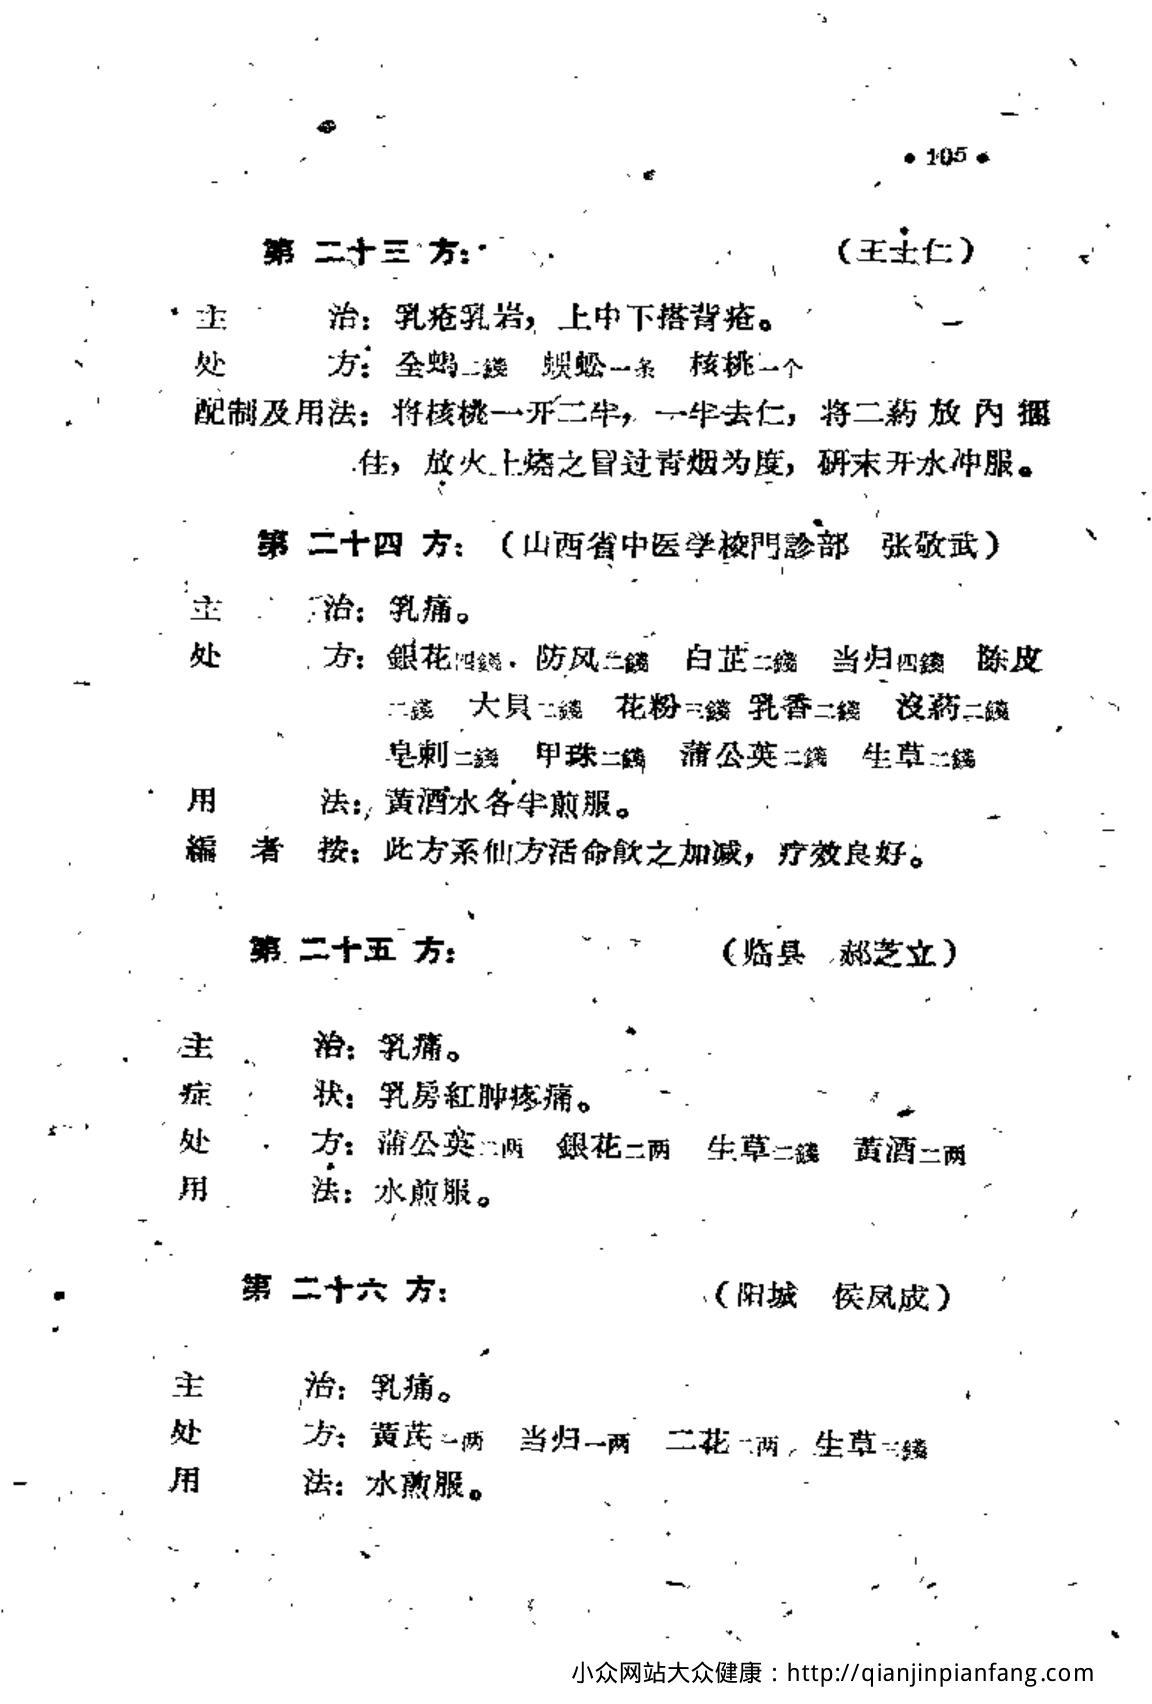 • 105 •
第二十三方： （王士仁）
主 治：乳疮乳岩，上中下搭背疮。
处 方：全蝎二錢 蜈蚣一条 核桃一个
配制及用法：将核桃一开二半，一半去仁，将二药放內捆
住，放火上烧之冒过青烟为度，研末开水冲服。
第二十四方：（山西省中医学校門診部 张敬武）
主 治：乳痛。
处 方：銀花四錢 防风二錢 白芷二錢 当归四錢 陈皮
二錢 大貝二錢 花粉三錢 乳香二錢 沒药二錢
皂刺二錢 甲珠二錢 蒲公英二錢 生草二錢
用 法：黃酒水各半煎服。
編 者 按：此方系仙方活命飲之加减，疗效良好。
第二十五方： （临县 郝芝立）
主 治：乳痛。
症 状：乳房紅肿疼痛。
处 方：蒲公英二两 銀花二两 生草二錢 黃酒二两
用 法：水煎服。
第二十六方： （阳城 侯凤成）
主 治：乳痛。
处 方：黃芪一两 当归一两 二花二两 生草三錢
用 法：水煎服。
小众网站大众健康：http://qianjinpianfang.com